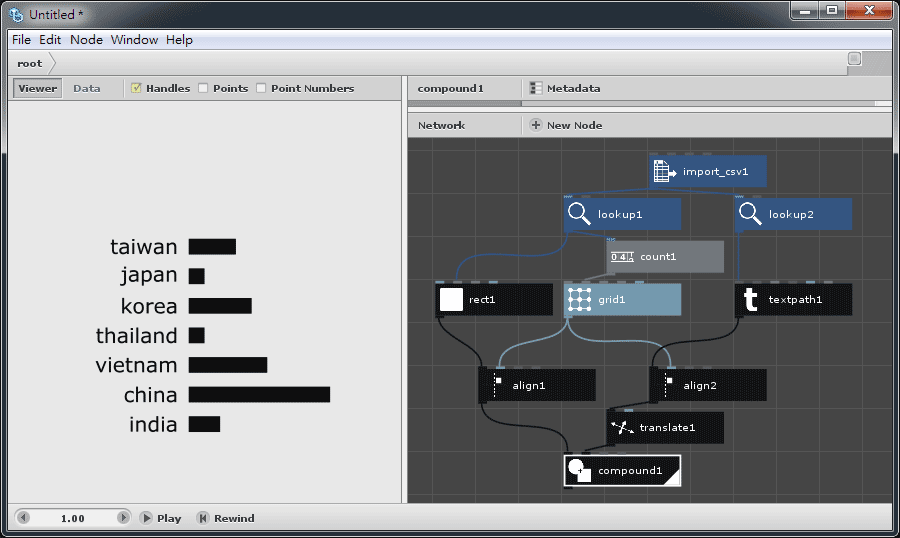 Untitled *
File Edit Node Window Help
root
Viewer Data Handles Points Point Numbers
compound1 Metadata
Network New Node
import_csv1
lookup1 lookup2
count1
rect1 grid1 textpath1
align1 align2
translate1
compound1
taiwan
japan
korea
thailand
vietnam
china
india
1.00 Play Rewind